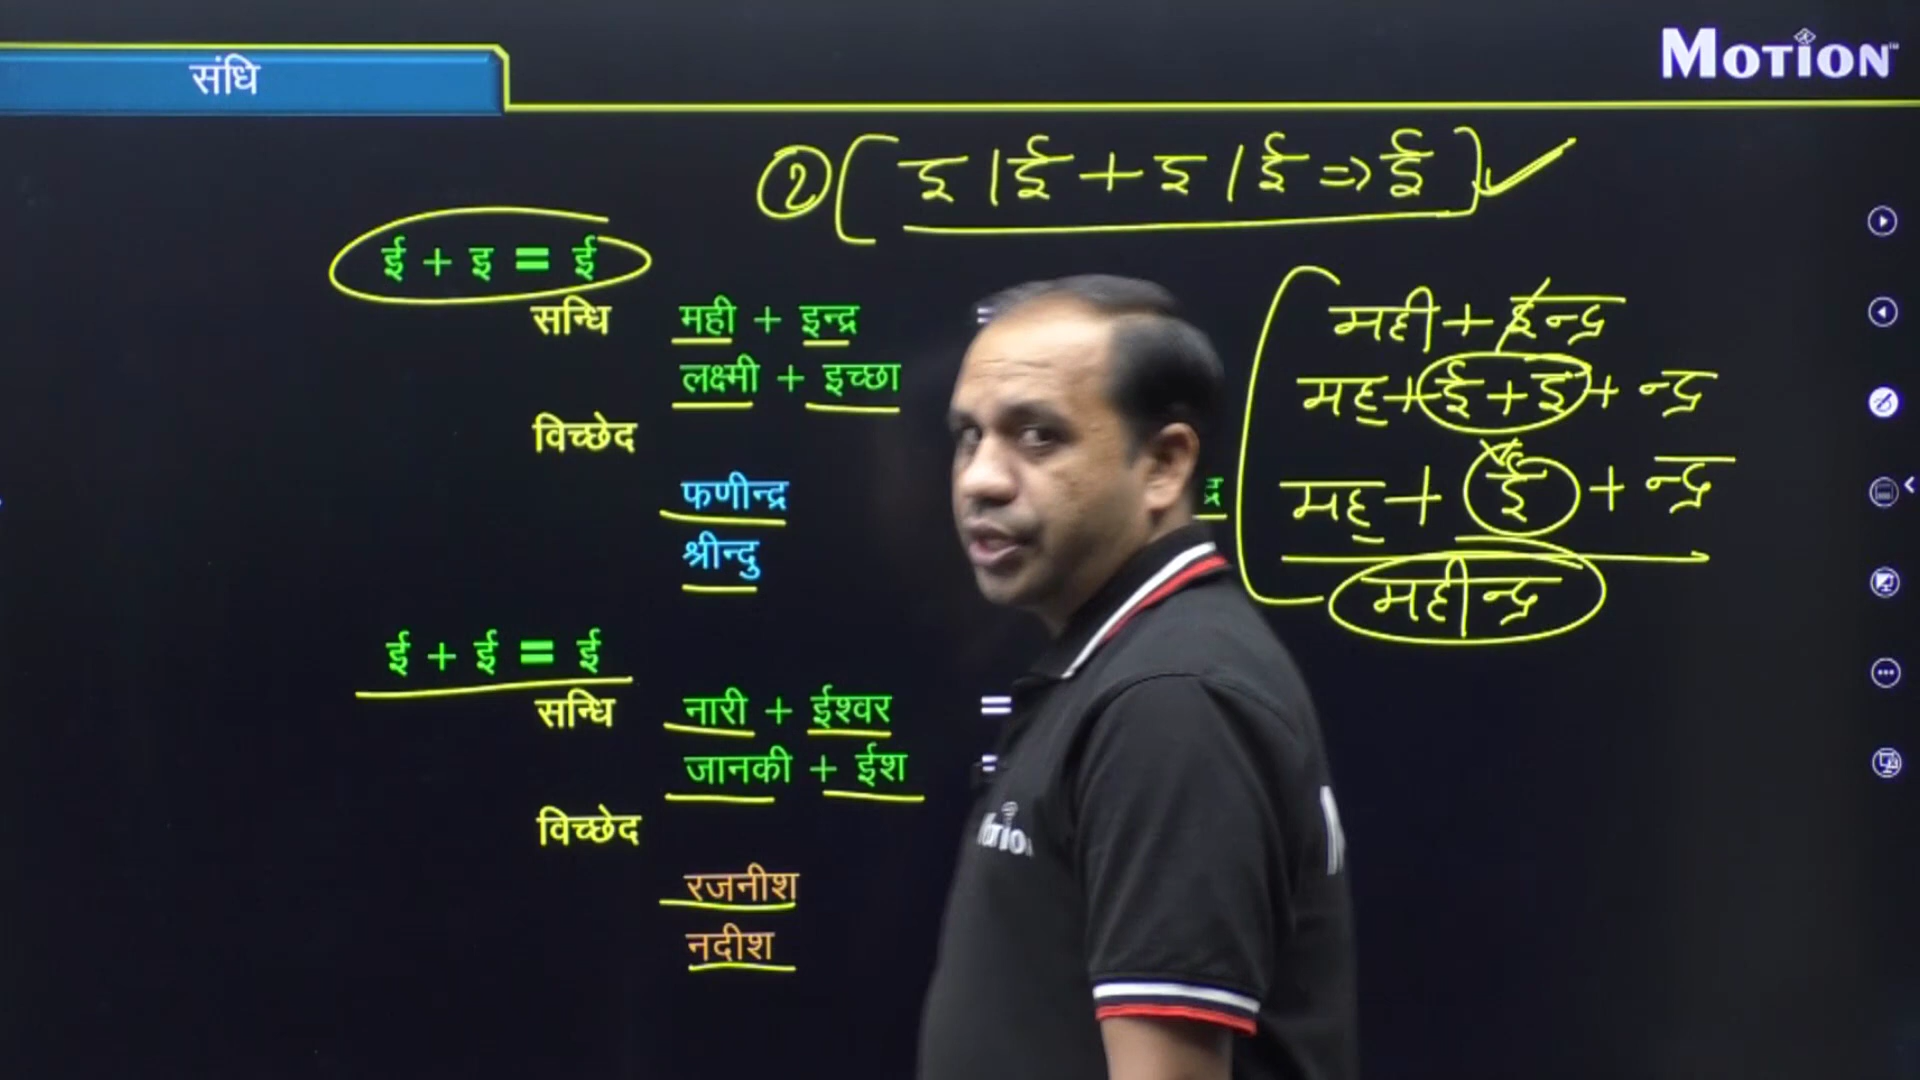 संधि
MOTION
② [ इ / ई + इ / ई => ई ] ✓
ई + इ = ई
सन्धि मही + इन्द्र =
लक्ष्मी + इच्छा
विच्छेद
फणीन्द्र
श्रीन्दु
ई + ई = ई
सन्धि नारी + ईश्वर =
जानकी + ईश =
विच्छेद
रजनीश
नदीश
मही + इन्द्र
मह् + ई + इ + न्द्र
मह् + ई + न्द्र
महीन्द्र